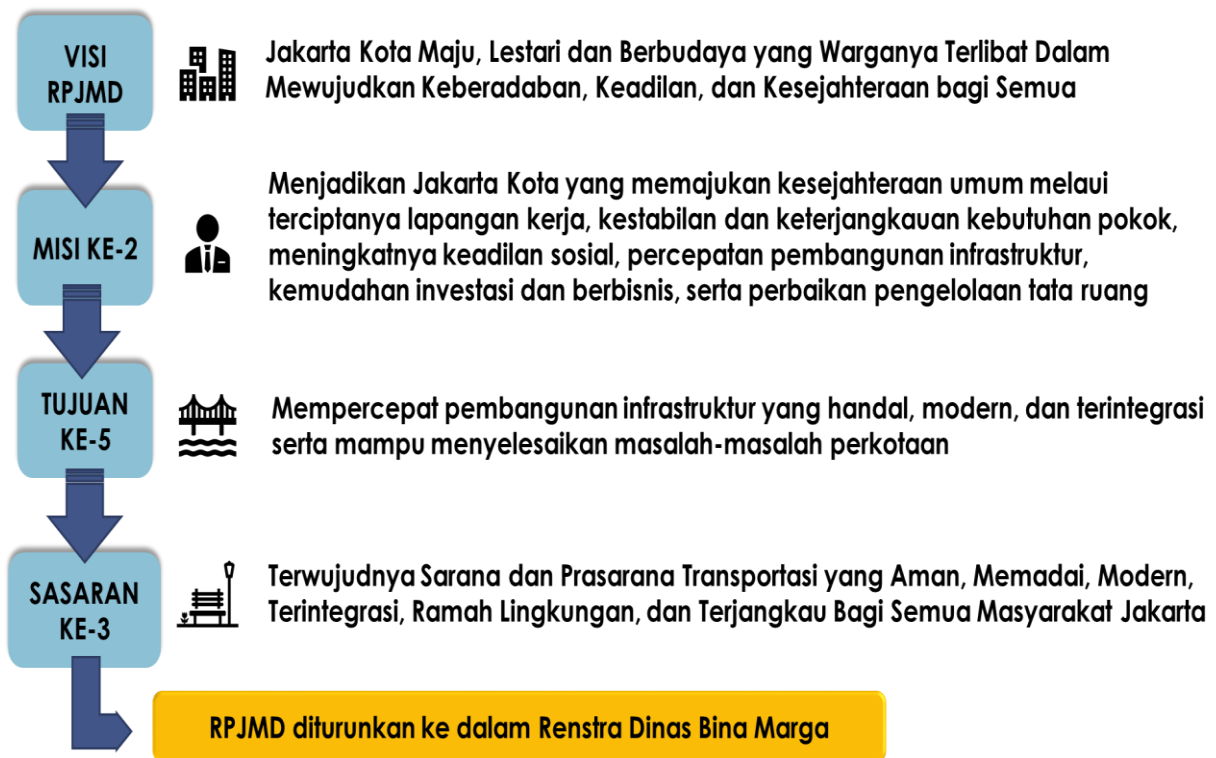 VISI
RPJMD
Jakarta Kota Maju, Lestari dan Berbudaya yang Warganya Terlibat Dalam
Mewujudkan Keberadaban, Keadilan, dan Kesejahteraan bagi Semua
MISI KE-2
Menjadikan Jakarta Kota yang memajukan kesejahteraan umum melaui
terciptanya lapangan kerja, kestabilan dan keterjangkauan kebutuhan pokok,
meningkatnya keadilan sosial, percepatan pembangunan infrastruktur,
kemudahan investasi dan berbisnis, serta perbaikan pengelolaan tata ruang
TUJUAN
KE-5
Mempercepat pembangunan infrastruktur yang handal, modern, dan terintegrasi
serta mampu menyelesaikan masalah-masalah perkotaan
SASARAN
KE-3
Terwujudnya Sarana dan Prasarana Transportasi yang Aman, Memadai, Modern,
Terintegrasi, Ramah Lingkungan, dan Terjangkau Bagi Semua Masyarakat Jakarta
RPJMD diturunkan ke dalam Renstra Dinas Bina Marga